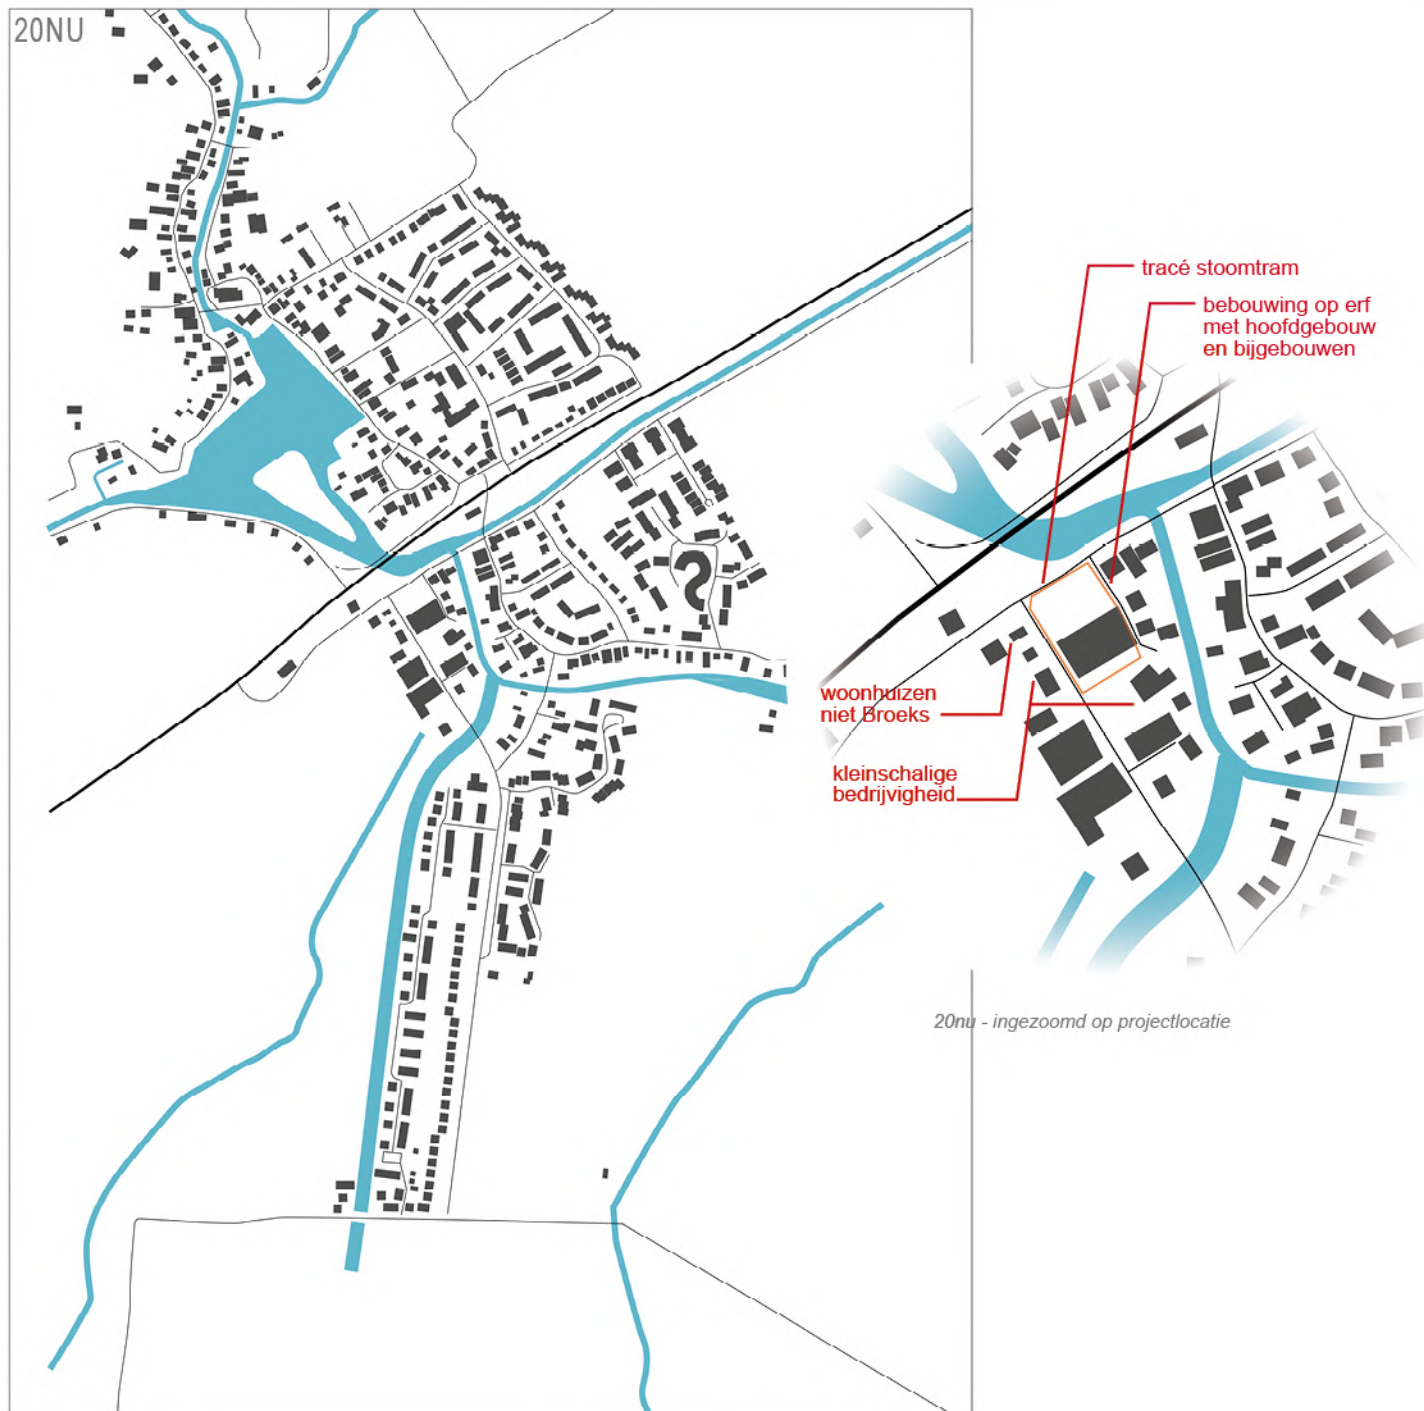 20NU
tracé stoomtram
bebouwing op erf
met hoofdgebouw
en bijgebouwen
woonhuizen
niet Broeks
kleinschalige
bedrijvigheid
20nu - ingezoomd op projectlocatie